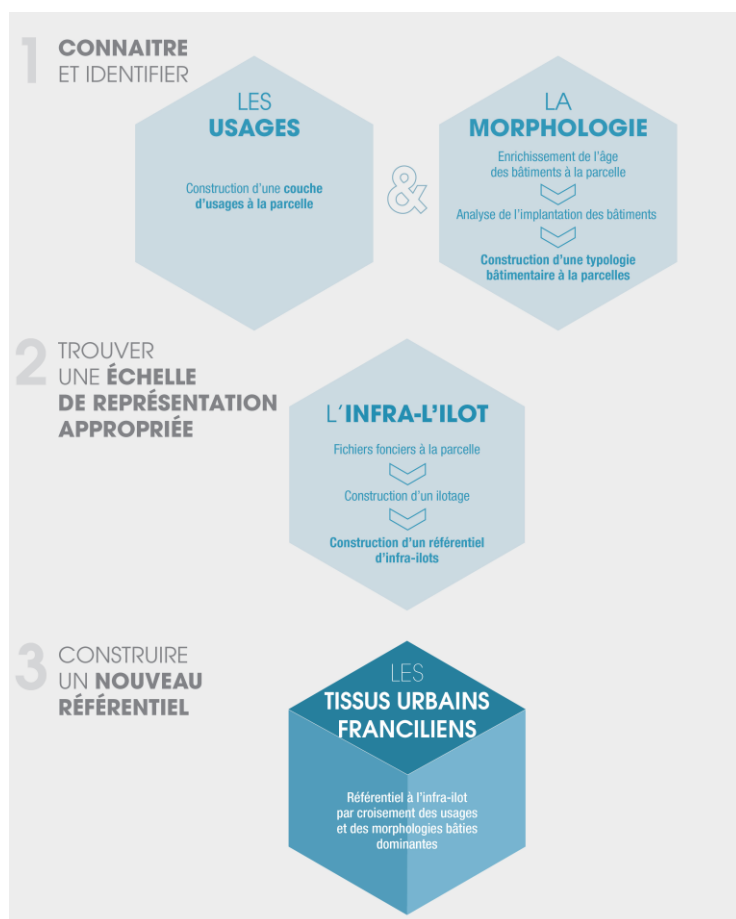 1
CONNAITRE
ET IDENTIFIER
LES
USAGES
Construction d'une couche
d'usages à la parcelle
&
LA
MORPHOLOGIE
Enrichissement de l'âge
des bâtiments à la parcelle
Analyse de l'implantation des bâtiments
Construction d'une typologie
bâtimentaire à la parcelles
2
TROUVER
UNE ÉCHELLE
DE REPRÉSENTATION
APPROPRIÉE
L'INFRA-L'ILOT
Fichiers fonciers à la parcelle
Construction d'un ilotage
Construction d'un référentiel
d'infra-ilots
3
CONSTRUIRE
UN NOUVEAU
RÉFÉRENTIEL
LES
TISSUS URBAINS
FRANCILIENS
Référentiel à l'infra-ilot
par croisement des usages
et des morphologies bâties
dominantes